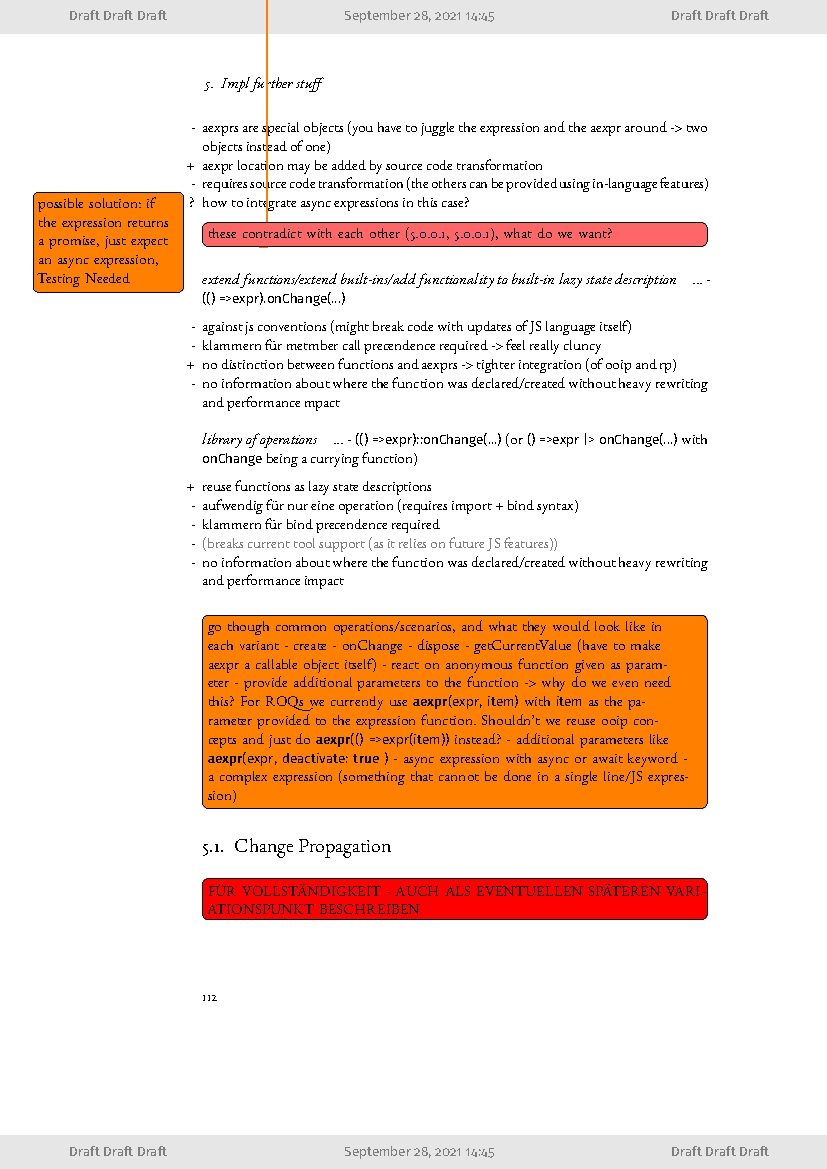 Draft Draft Draft September 28, 2021 14:45 Draft Draft Draft
5. Impl further stuff
- aexprs are special objects (you have to juggle the expression and the aexpr around -> two
objects instead of one)
+ aexpr location may be added by source code transformation
- requires source code transformation (the others can be provided using in-language features)
? how to integrate async expressions in this case?
possible solution: if
the expression returns
a promise, just expect
an async expression,
Testing Needed
these contradict with each other (5.0.0.1, 5.0.0.1), what do we want?
extend functions/extend built-ins/add functionality to built-in lazy state description ... -
(() =>expr).onChange(...)
- against js conventions (might break code with updates of JS language itself)
- klammern für metmber call precendence required -> feel really cluncy
+ no distinction between functions and aexprs -> tighter integration (of ooip and rp)
- no information about where the function was declared/created without heavy rewriting
and performance mpact
library of operations ... - (() =>expr)::onChange(...) (or () =>expr |> onChange(...) with
onChange being a currying function)
+ reuse functions as lazy state descriptions
- aufwendig für nur eine operation (requires import + bind syntax)
- klammern für bind precendence required
- (breaks current tool support (as it relies on future JS features))
- no information about where the function was declared/created without heavy rewriting
and performance impact
go though common operations/scenarios, and what they would look like in
each variant - create - onChange - dispose - getCurrentValue (have to make
aexpr a callable object itself) - react on anonymous function given as param-
eter - provide additional parameters to the function -> why do we even need
this? For ROQs we currently use aexpr(expr, item) with item as the pa-
rameter provided to the expression function. Shouldn't we reuse ooip con-
cepts and just do aexpr(() =>expr(item)) instead? - additional parameters like
aexpr(expr, deactivate: true ) - async expression with async or await keyword -
a complex expression (something that cannot be done in a single line/JS expres-
sion)
5.1. Change Propagation
FÜR VOLLSTÄNDIGKEIT - AUCH ALS EVENTUELLEN SPÄTEREN VARI-
ATIONSPUNKT BESCHREIBEN
112
Draft Draft Draft September 28, 2021 14:45 Draft Draft Draft